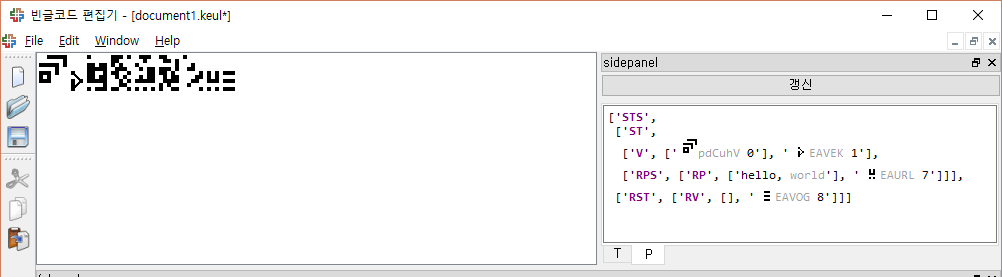 빈글코드 편집기 - [document1.keul*]
File Edit Window Help
sidepanel
갱신
['STS',
['ST',
['V', [' pdCuhV 0'], ' EAVEK 1'],
['RPS', ['RP', ['hello, world'], ' EAURL 7']]],
['RST', ['RV', [], ' EAVOG 8']]]
T P